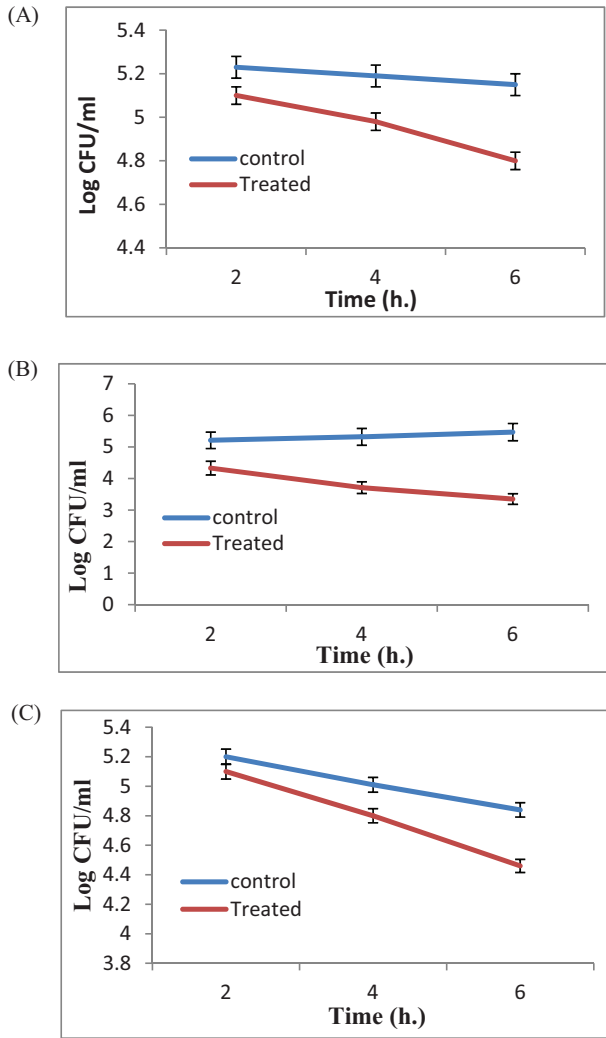 (A)
5.4
5.2
5
4.8
4.6
4.4
Log CFU/ml
control
Treated
2 4 6
Time (h.)
(B)
7
6
5
4
3
2
1
0
Log CFU/ml
control
Treated
2 4 6
Time (h.)
(C)
5.4
5.2
5
4.8
4.6
4.4
4.2
4
3.8
Log CFU/ml
control
Treated
2 4 6
Time (h.)